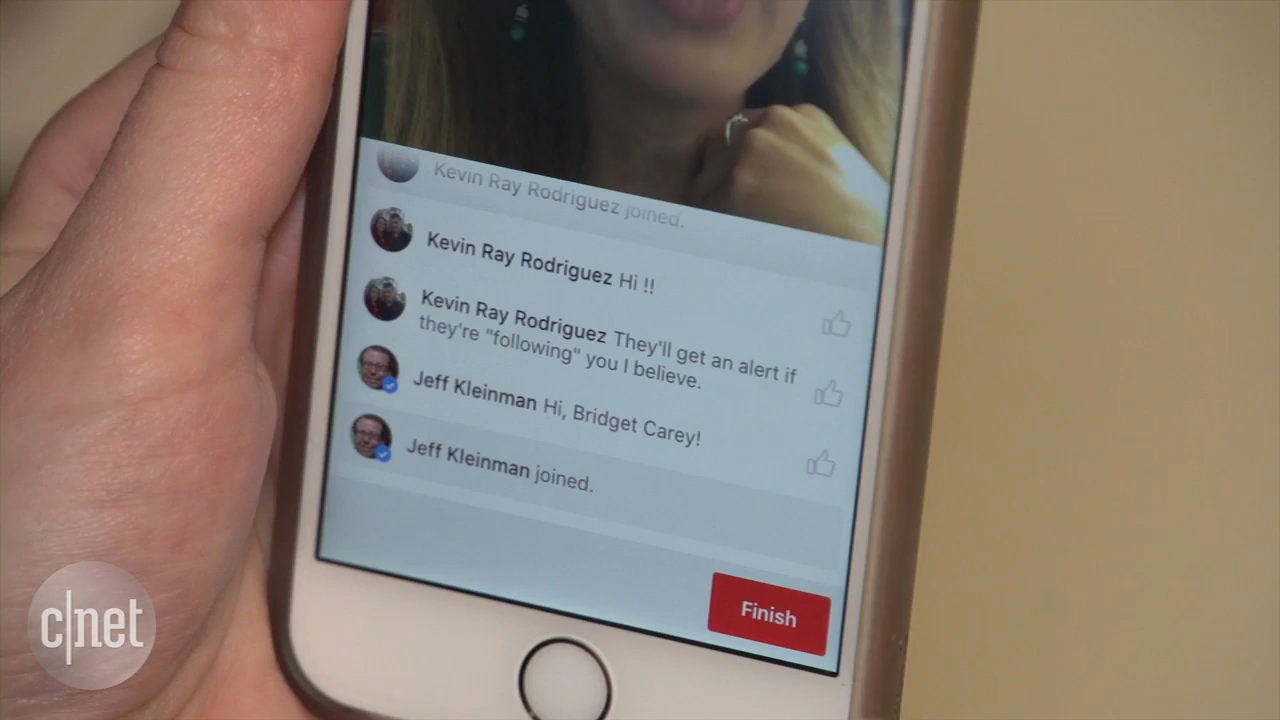 Kevin Ray Rodriguez joined.
Kevin Ray Rodriguez Hi !!
Kevin Ray Rodriguez They'll get an alert if
they're "following" you I believe.
Jeff Kleinman Hi, Bridget Carey!
Jeff Kleinman joined.
Finish
c|net